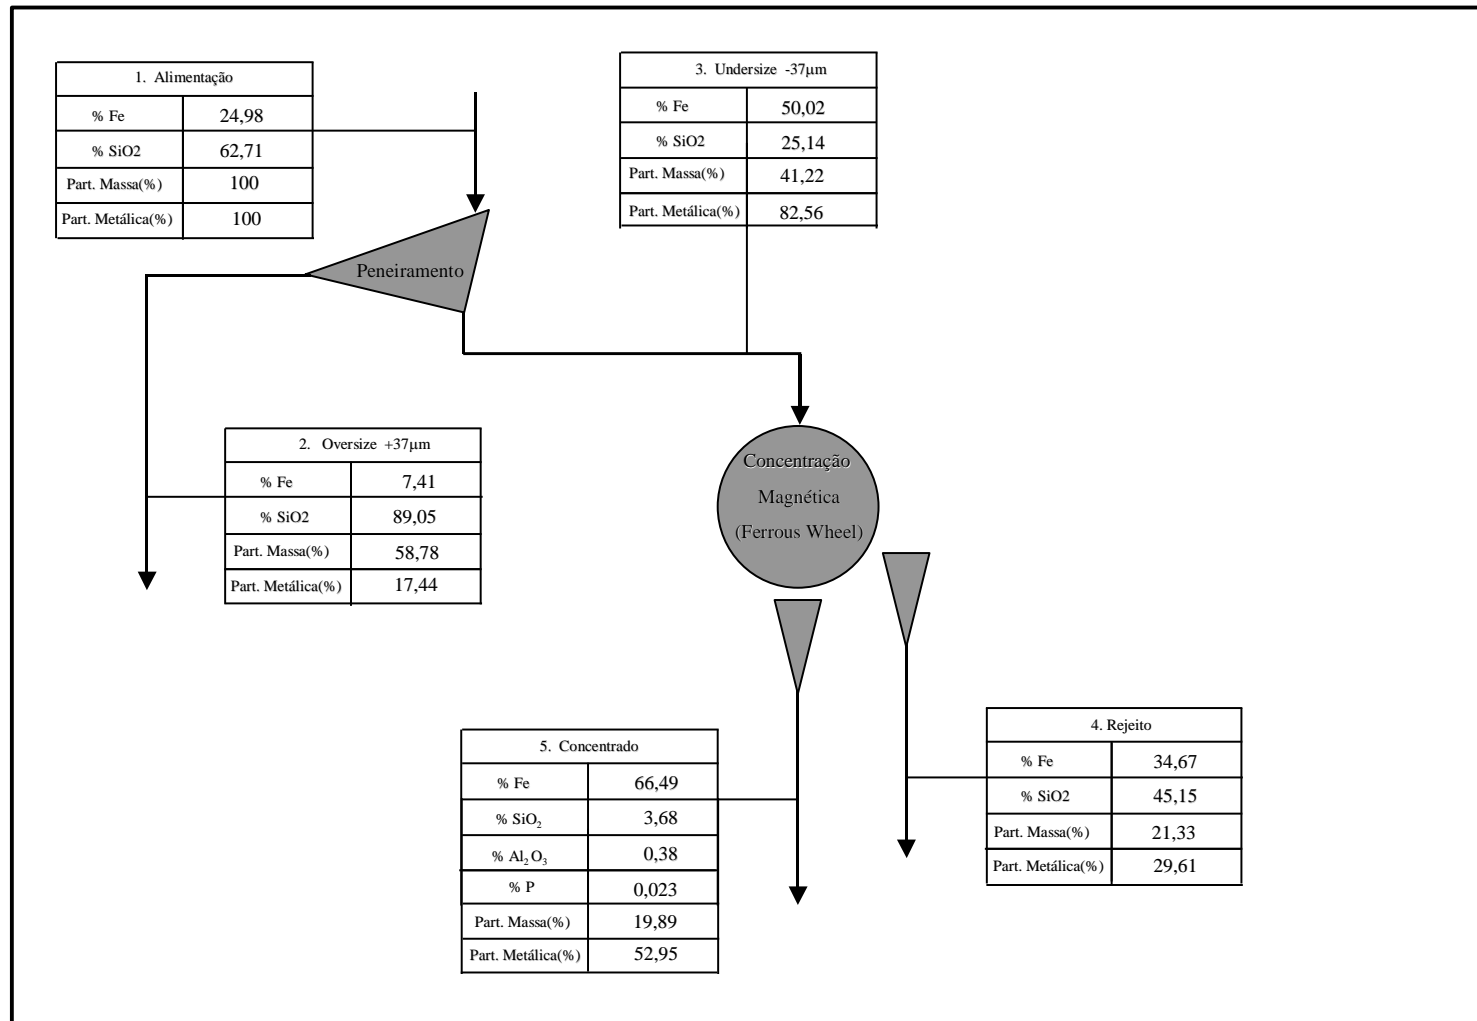 1. Alimentação
% Fe 24,98
% SiO2 62,71
Part. Massa(%) 100
Part. Metálica(%) 100
3. Undersize -37µm
% Fe 50,02
% SiO2 25,14
Part. Massa(%) 41,22
Part. Metálica(%) 82,56
Peneiramento
2. Oversize +37µm
% Fe 7,41
% SiO2 89,05
Part. Massa(%) 58,78
Part. Metálica(%) 17,44
Concentração
Magnética
(Ferrous Wheel)
5. Concentrado
% Fe 66,49
% SiO₂ 3,68
% Al₂O₃ 0,38
% P 0,023
Part. Massa(%) 19,89
Part. Metálica(%) 52,95
4. Rejeito
% Fe 34,67
% SiO2 45,15
Part. Massa(%) 21,33
Part. Metálica(%) 29,61